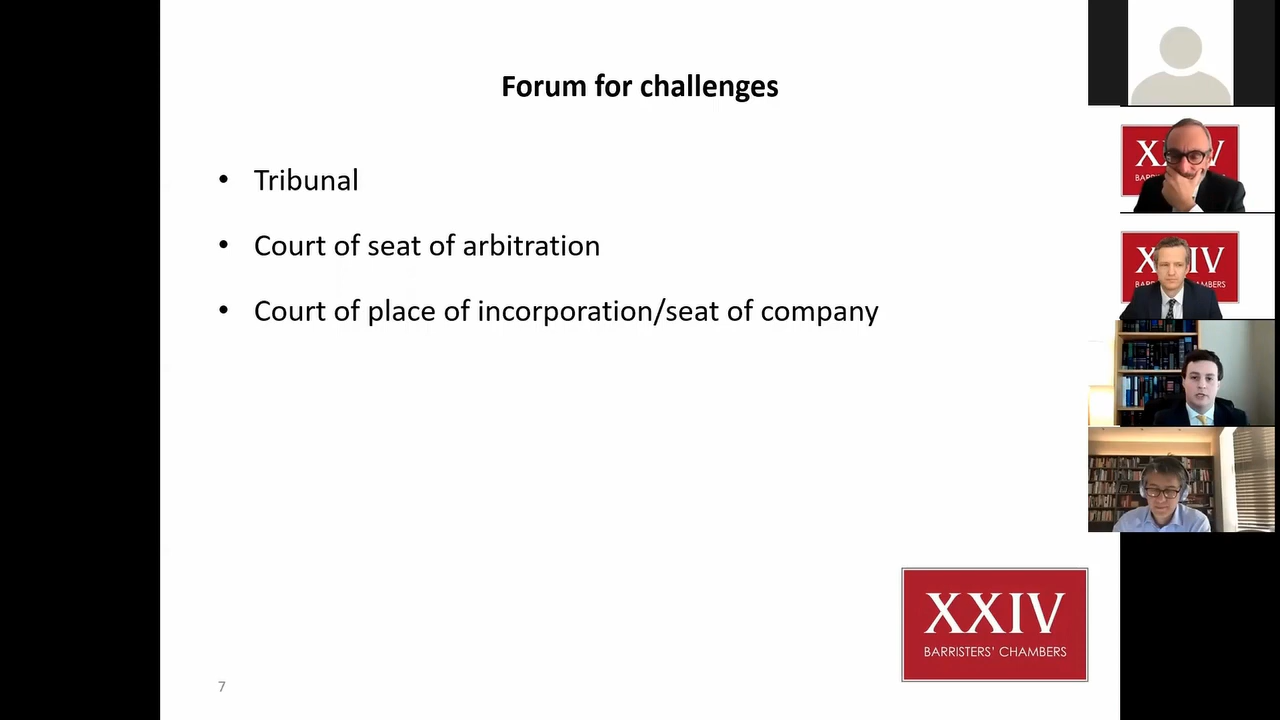 Forum for challenges
• Tribunal
• Court of seat of arbitration
• Court of place of incorporation/seat of company
XXIV
BARRISTERS' CHAMBERS
7